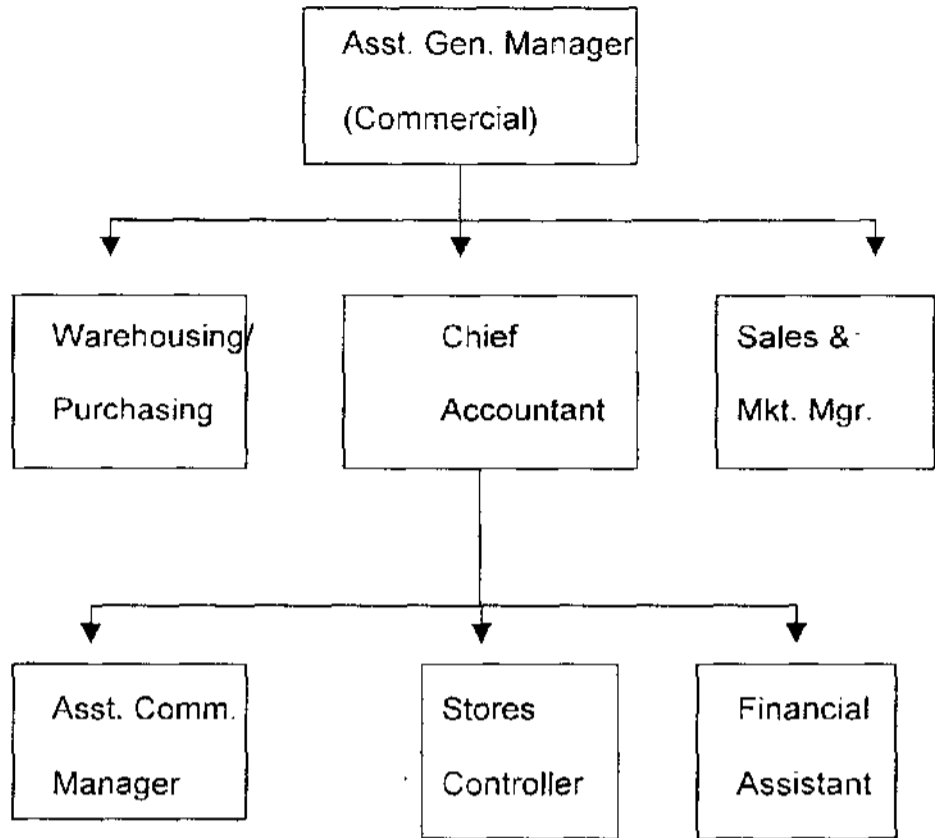 Asst. Gen. Manager
(Commercial)
Warehousing/
Purchasing
Chief
Accountant
Sales &
Mkt. Mgr.
Asst. Comm.
Manager
Stores
Controller
Financial
Assistant